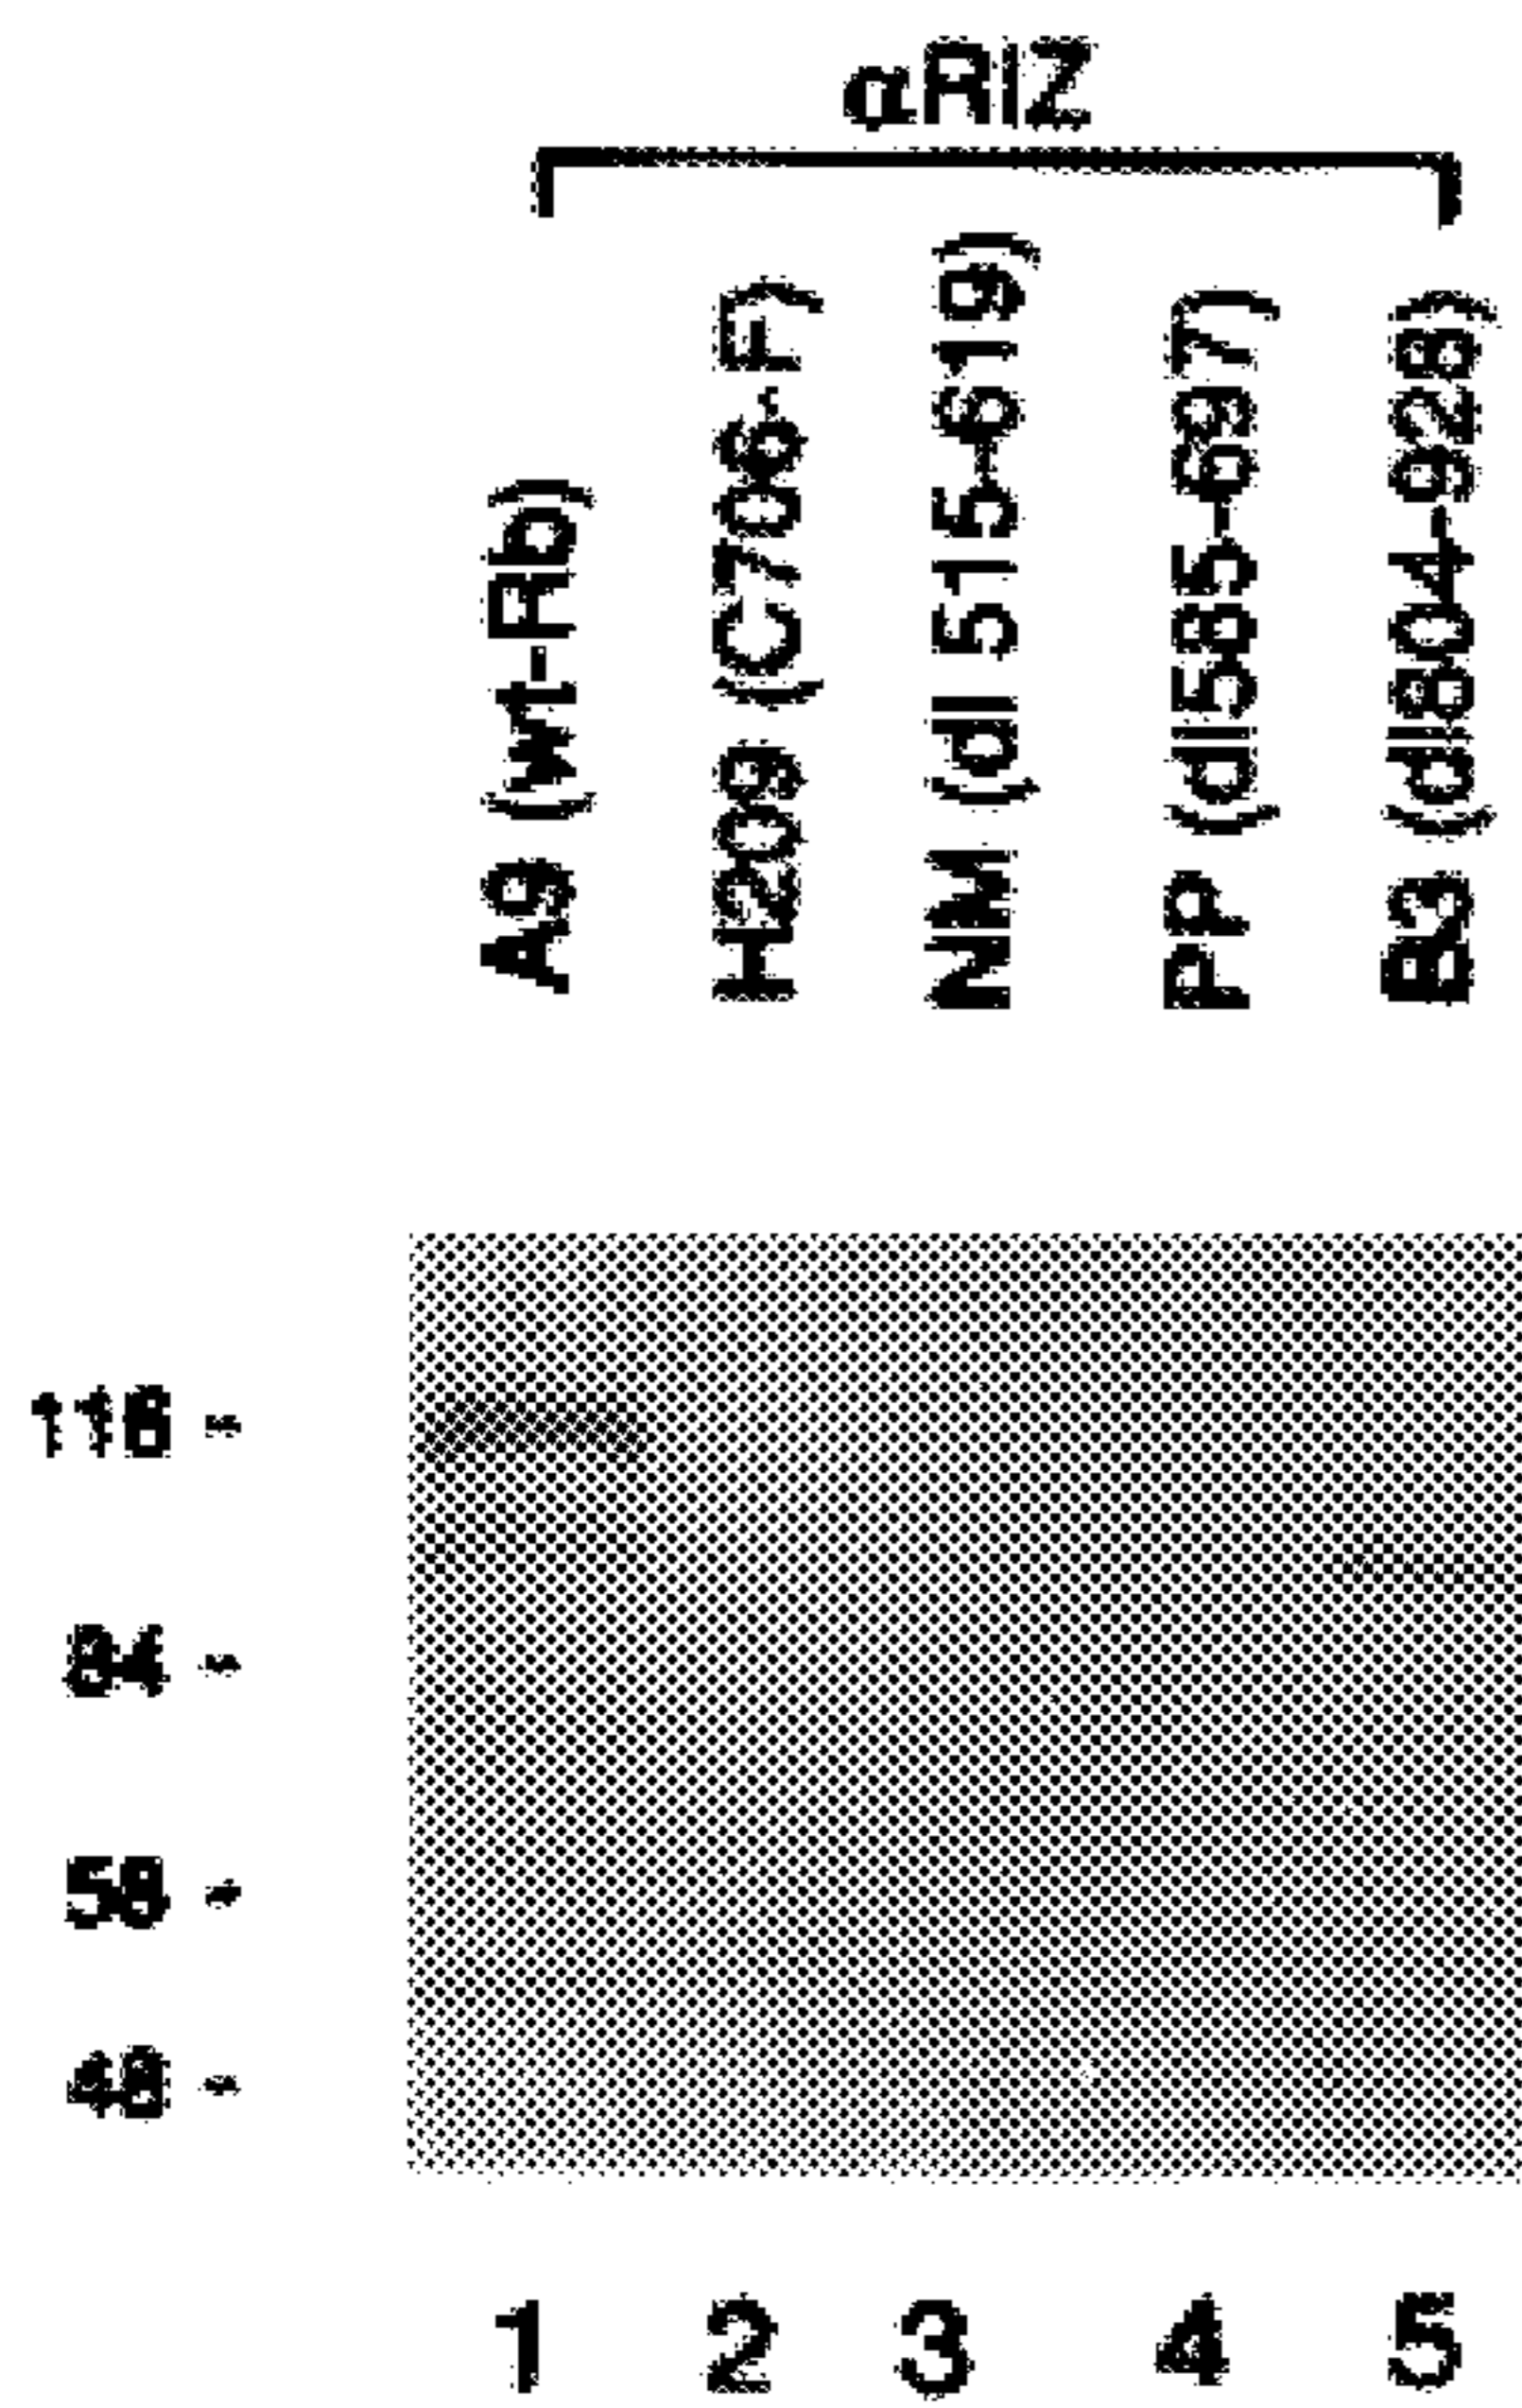 αRIZ
A9 (wt-Rb)
H209 (C706-F)
NM (dl 515-619)
PP (dl585-697)
B3 (dl804-928)
116 -
84 -
58 -
48 -
1 2 3 4 5